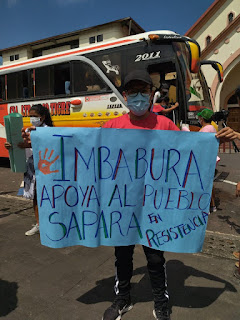 2011
IMBABURA
APOYA AL PUEBLO
SAPARA EN
RESISTENCIA